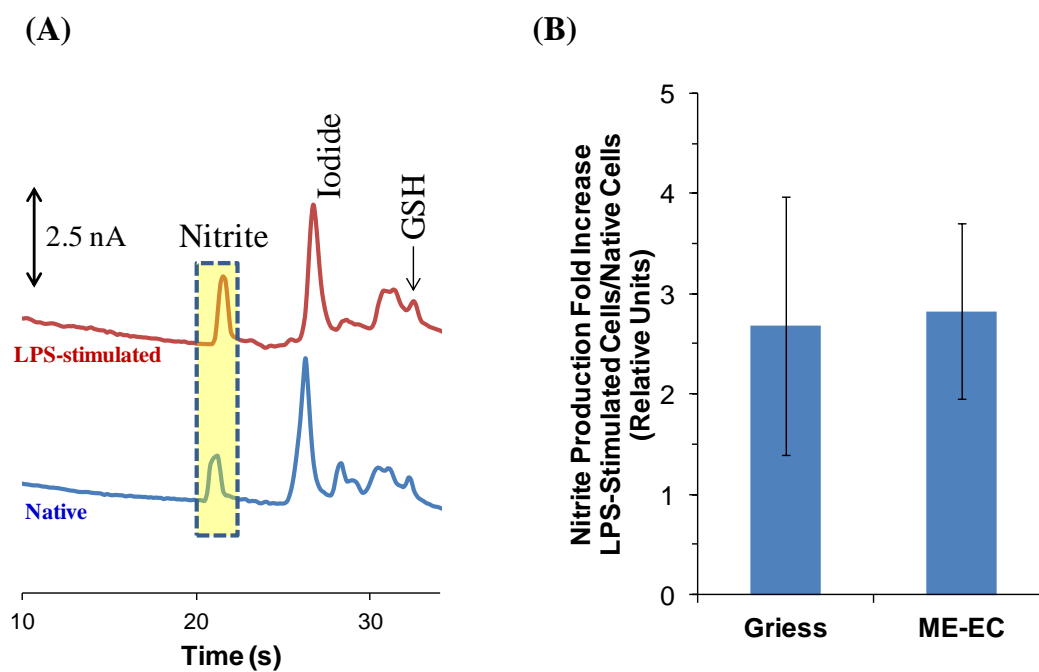 (A)
2.5 nA
Nitrite
Iodide
GSH
LPS-stimulated
Native
10
20
30
Time (s)
(B)
Nitrite Production Fold Increase
LPS-Stimulated Cells/Native Cells
(Relative Units)
5
4
3
2
1
0
Griess
ME-EC